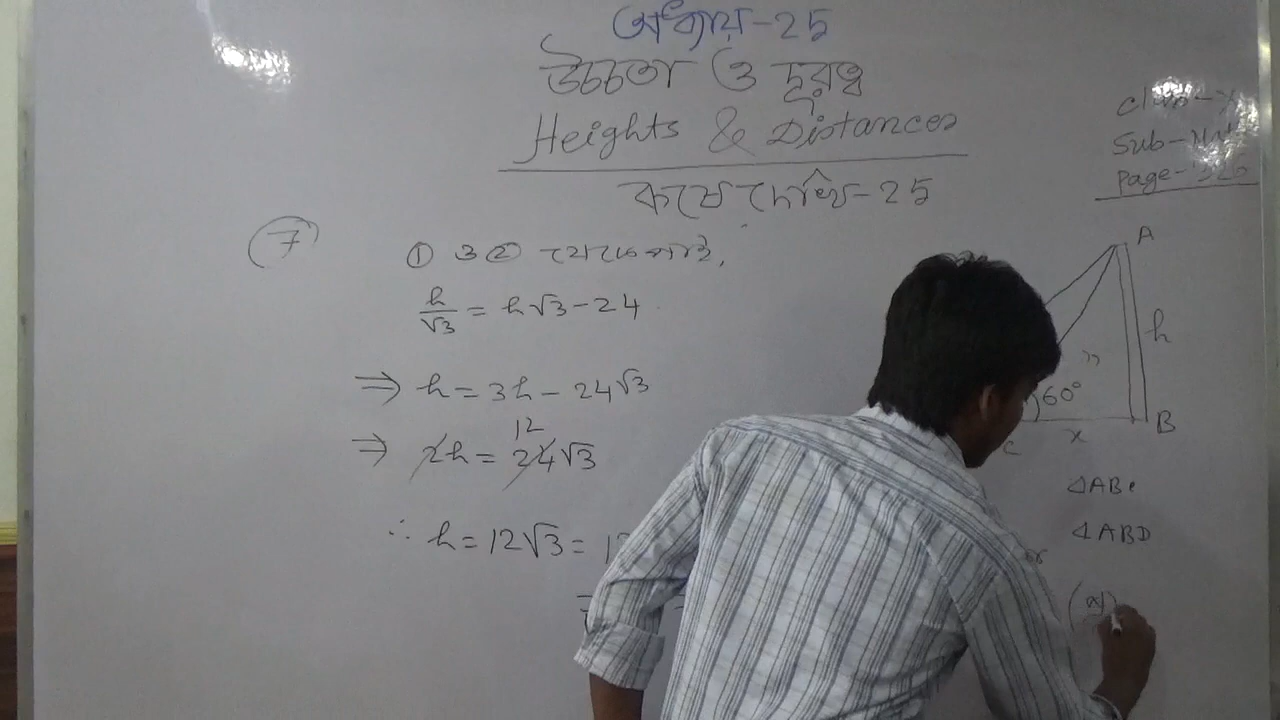 অধ্যায়-25
উচ্চতা ও দূরত্ব
Heights & Distances
কষে দেখি-25
Class-X
Sub-
Page-
7
① ও ② থেকে পাই,
h/√3 = h√3-24
⇒ h = 3h - 24√3
12
⇒ 2h = 24√3
∴ h = 12√3 =
A
h
60°
C
x
B
△ABC
△ABD